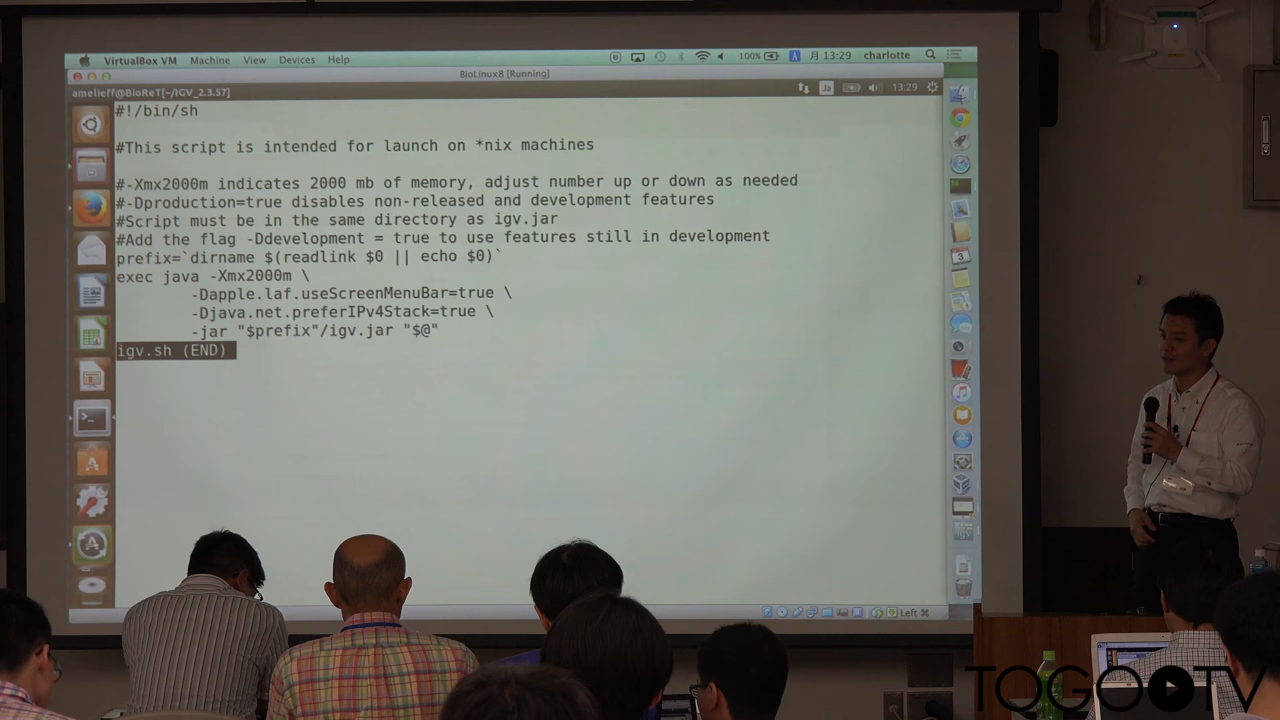 VirtualBox VM Machine View Devices Help 100% A 月 13:29 charlotte
BioLinux8 [Running]
amelieff@BioReT[~/IGV_2.3.57] Ja 13:29
#!/bin/sh
#This script is intended for launch on *nix machines
#-Xmx2000m indicates 2000 mb of memory, adjust number up or down as needed
#-Dproduction=true disables non-released and development features
#Script must be in the same directory as igv.jar
#Add the flag -Ddevelopment = true to use features still in development
prefix=`dirname $(readlink $0 || echo $0)`
exec java -Xmx2000m \
-Dapple.laf.useScreenMenuBar=true \
-Djava.net.preferIPv4Stack=true \
-jar "$prefix"/igv.jar "$@"
igv.sh (END)
3
Left ⌘
TOGOTV